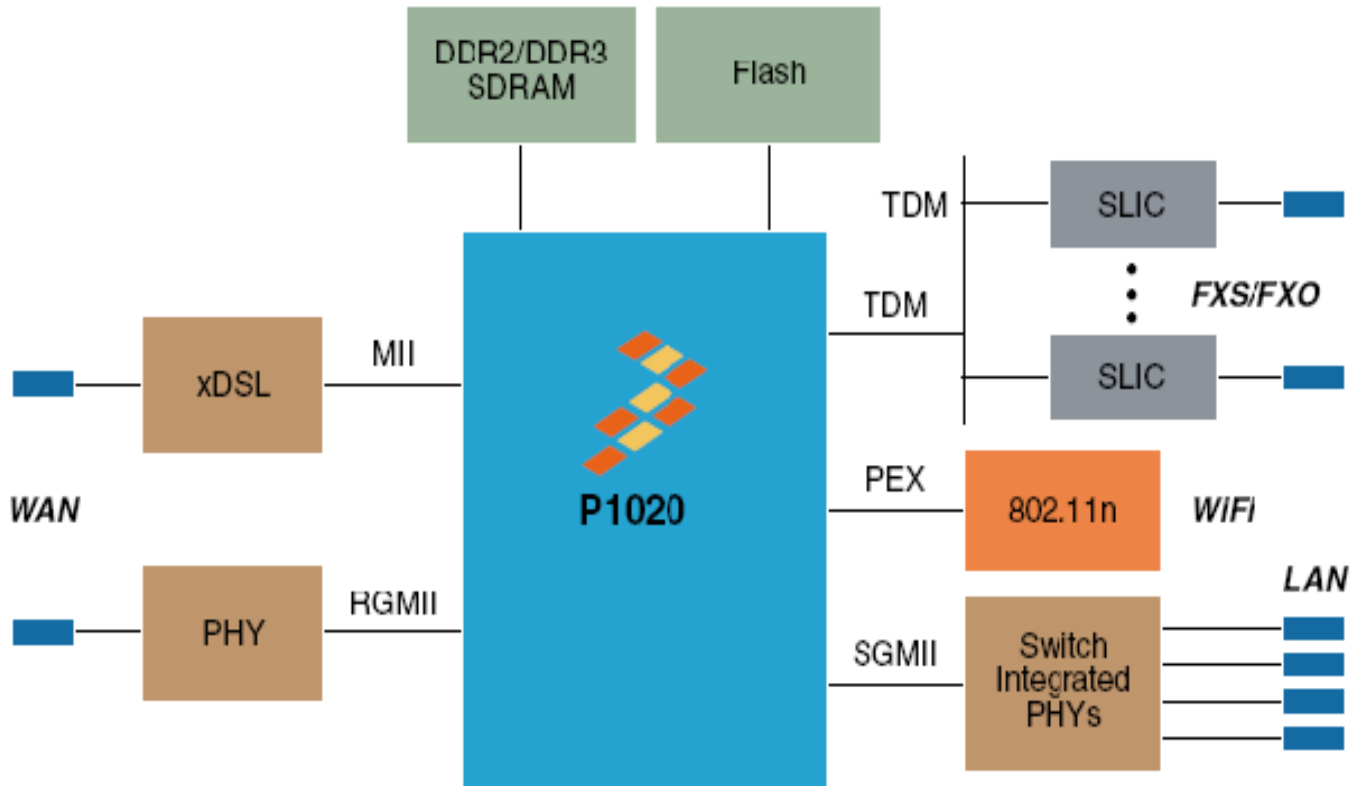 DDR2/DDR3
SDRAM
Flash
TDM
SLIC
TDM
FXS/FXO
MII
xDSL
SLIC
PEX
WAN
P1020
802.11n
WiFi
RGMII
LAN
PHY
SGMII
Switch
Integrated
PHYs